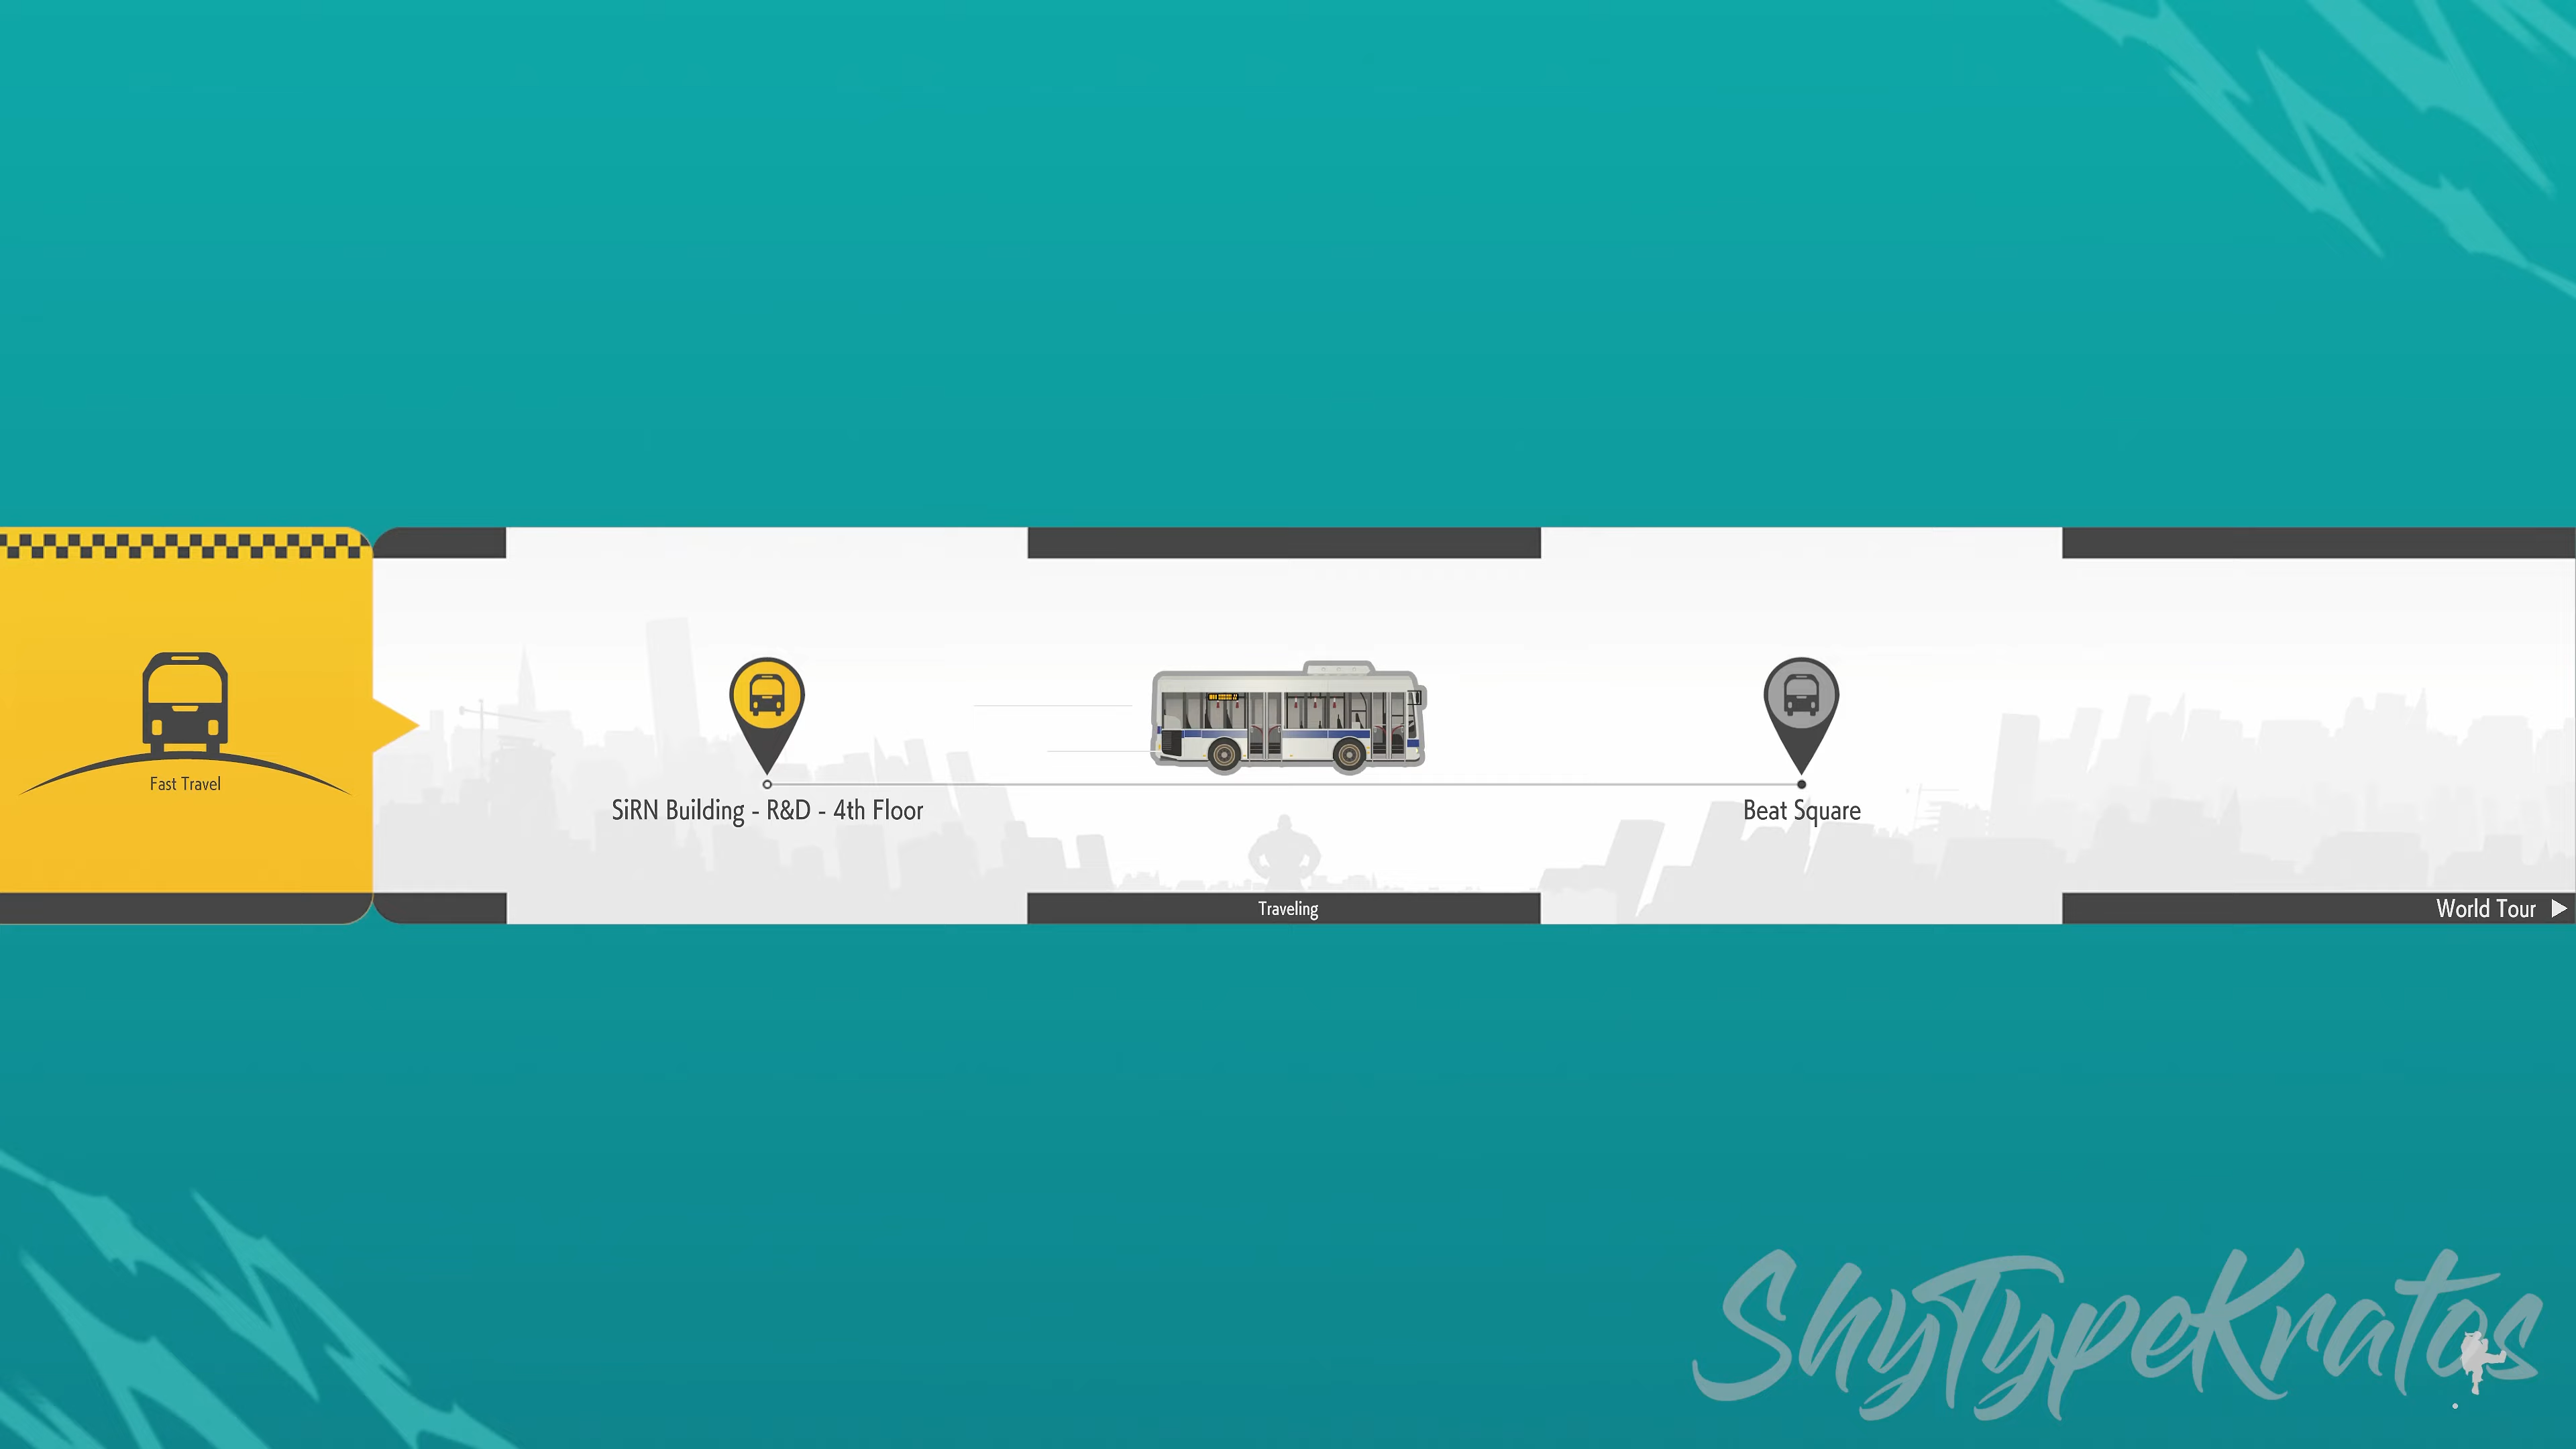 Fast Travel
SiRN Building - R&D - 4th Floor
Beat Square
Traveling
World Tour
ShyTypeKratos